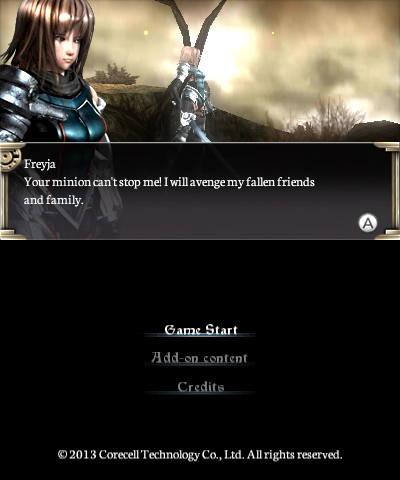 Freyja
Your minion can't stop me! I will avenge my fallen friends
and family.
A
Game Start
Add-on content
Credits
© 2013 Corecell Technology Co., Ltd. All rights reserved.